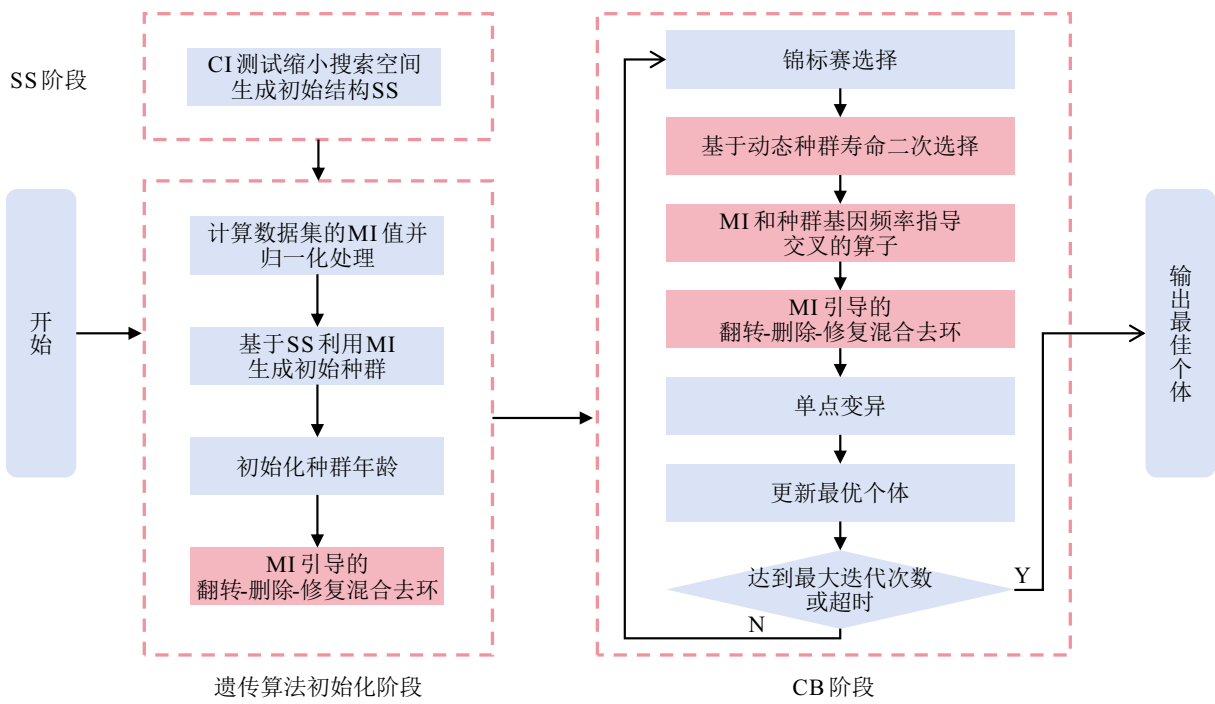 SS阶段
CI测试缩小搜索空间
生成初始结构SS
开始
计算数据集的MI值并
归一化处理
基于SS利用MI
生成初始种群
初始化种群年龄
MI引导的
翻转-删除-修复混合去环
遗传算法初始化阶段
锦标赛选择
基于动态种群寿命二次选择
MI和种群基因频率指导
交叉的算子
MI引导的
翻转-删除-修复混合去环
单点变异
更新最优个体
达到最大迭代次数
或超时
Y
N
CB阶段
输出最佳个体